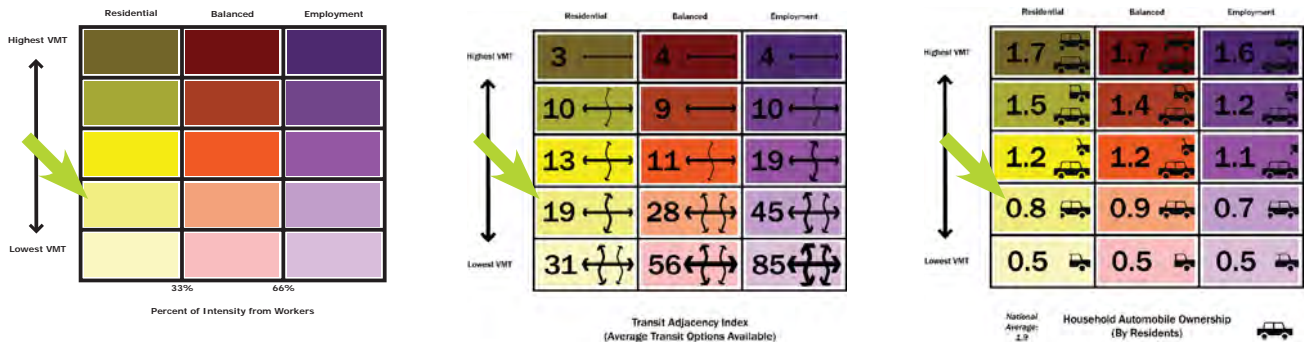 Residential Balanced Employment
Highest VMT
Lowest VMT
33% 66%
Percent of Intensity from Workers
Residential Balanced Employment
Highest VMT
3 4 4
10 9 10
13 11 19
19 28 45
Lowest VMT
31 56 85
Transit Adjacency Index
(Average Transit Options Available)
Residential Balanced Employment
Highest VMT
1.7 1.7 1.6
1.5 1.4 1.2
1.2 1.2 1.1
0.8 0.9 0.7
Lowest VMT
0.5 0.5 0.5
National
Average:
1.9
Household Automobile Ownership
(By Residents)